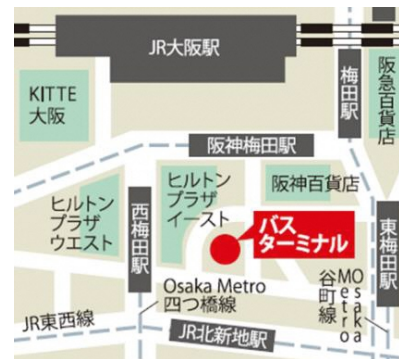 JR大阪駅
KITTE
大阪
梅田駅
阪急百貨店
阪神梅田駅
ヒルトン
プラザ
ウエスト
西梅田駅
ヒルトン
プラザ
イースト
阪神百貨店
バス
ターミナル
東梅田駅
Osaka Metro
四つ橋線
Osaka
Metro
谷町線
JR東西線
JR北新地駅